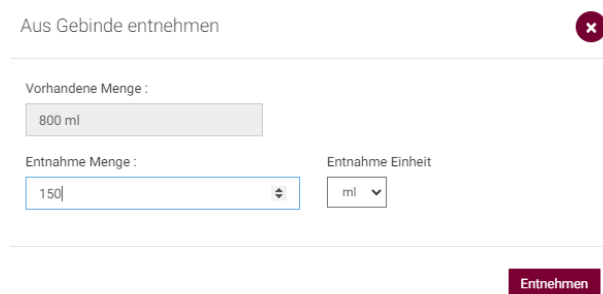 Aus Gebinde entnehmen
Vorhandene Menge :
800 ml
Entnahme Menge :
Entnahme Einheit
150
ml
Entnehmen